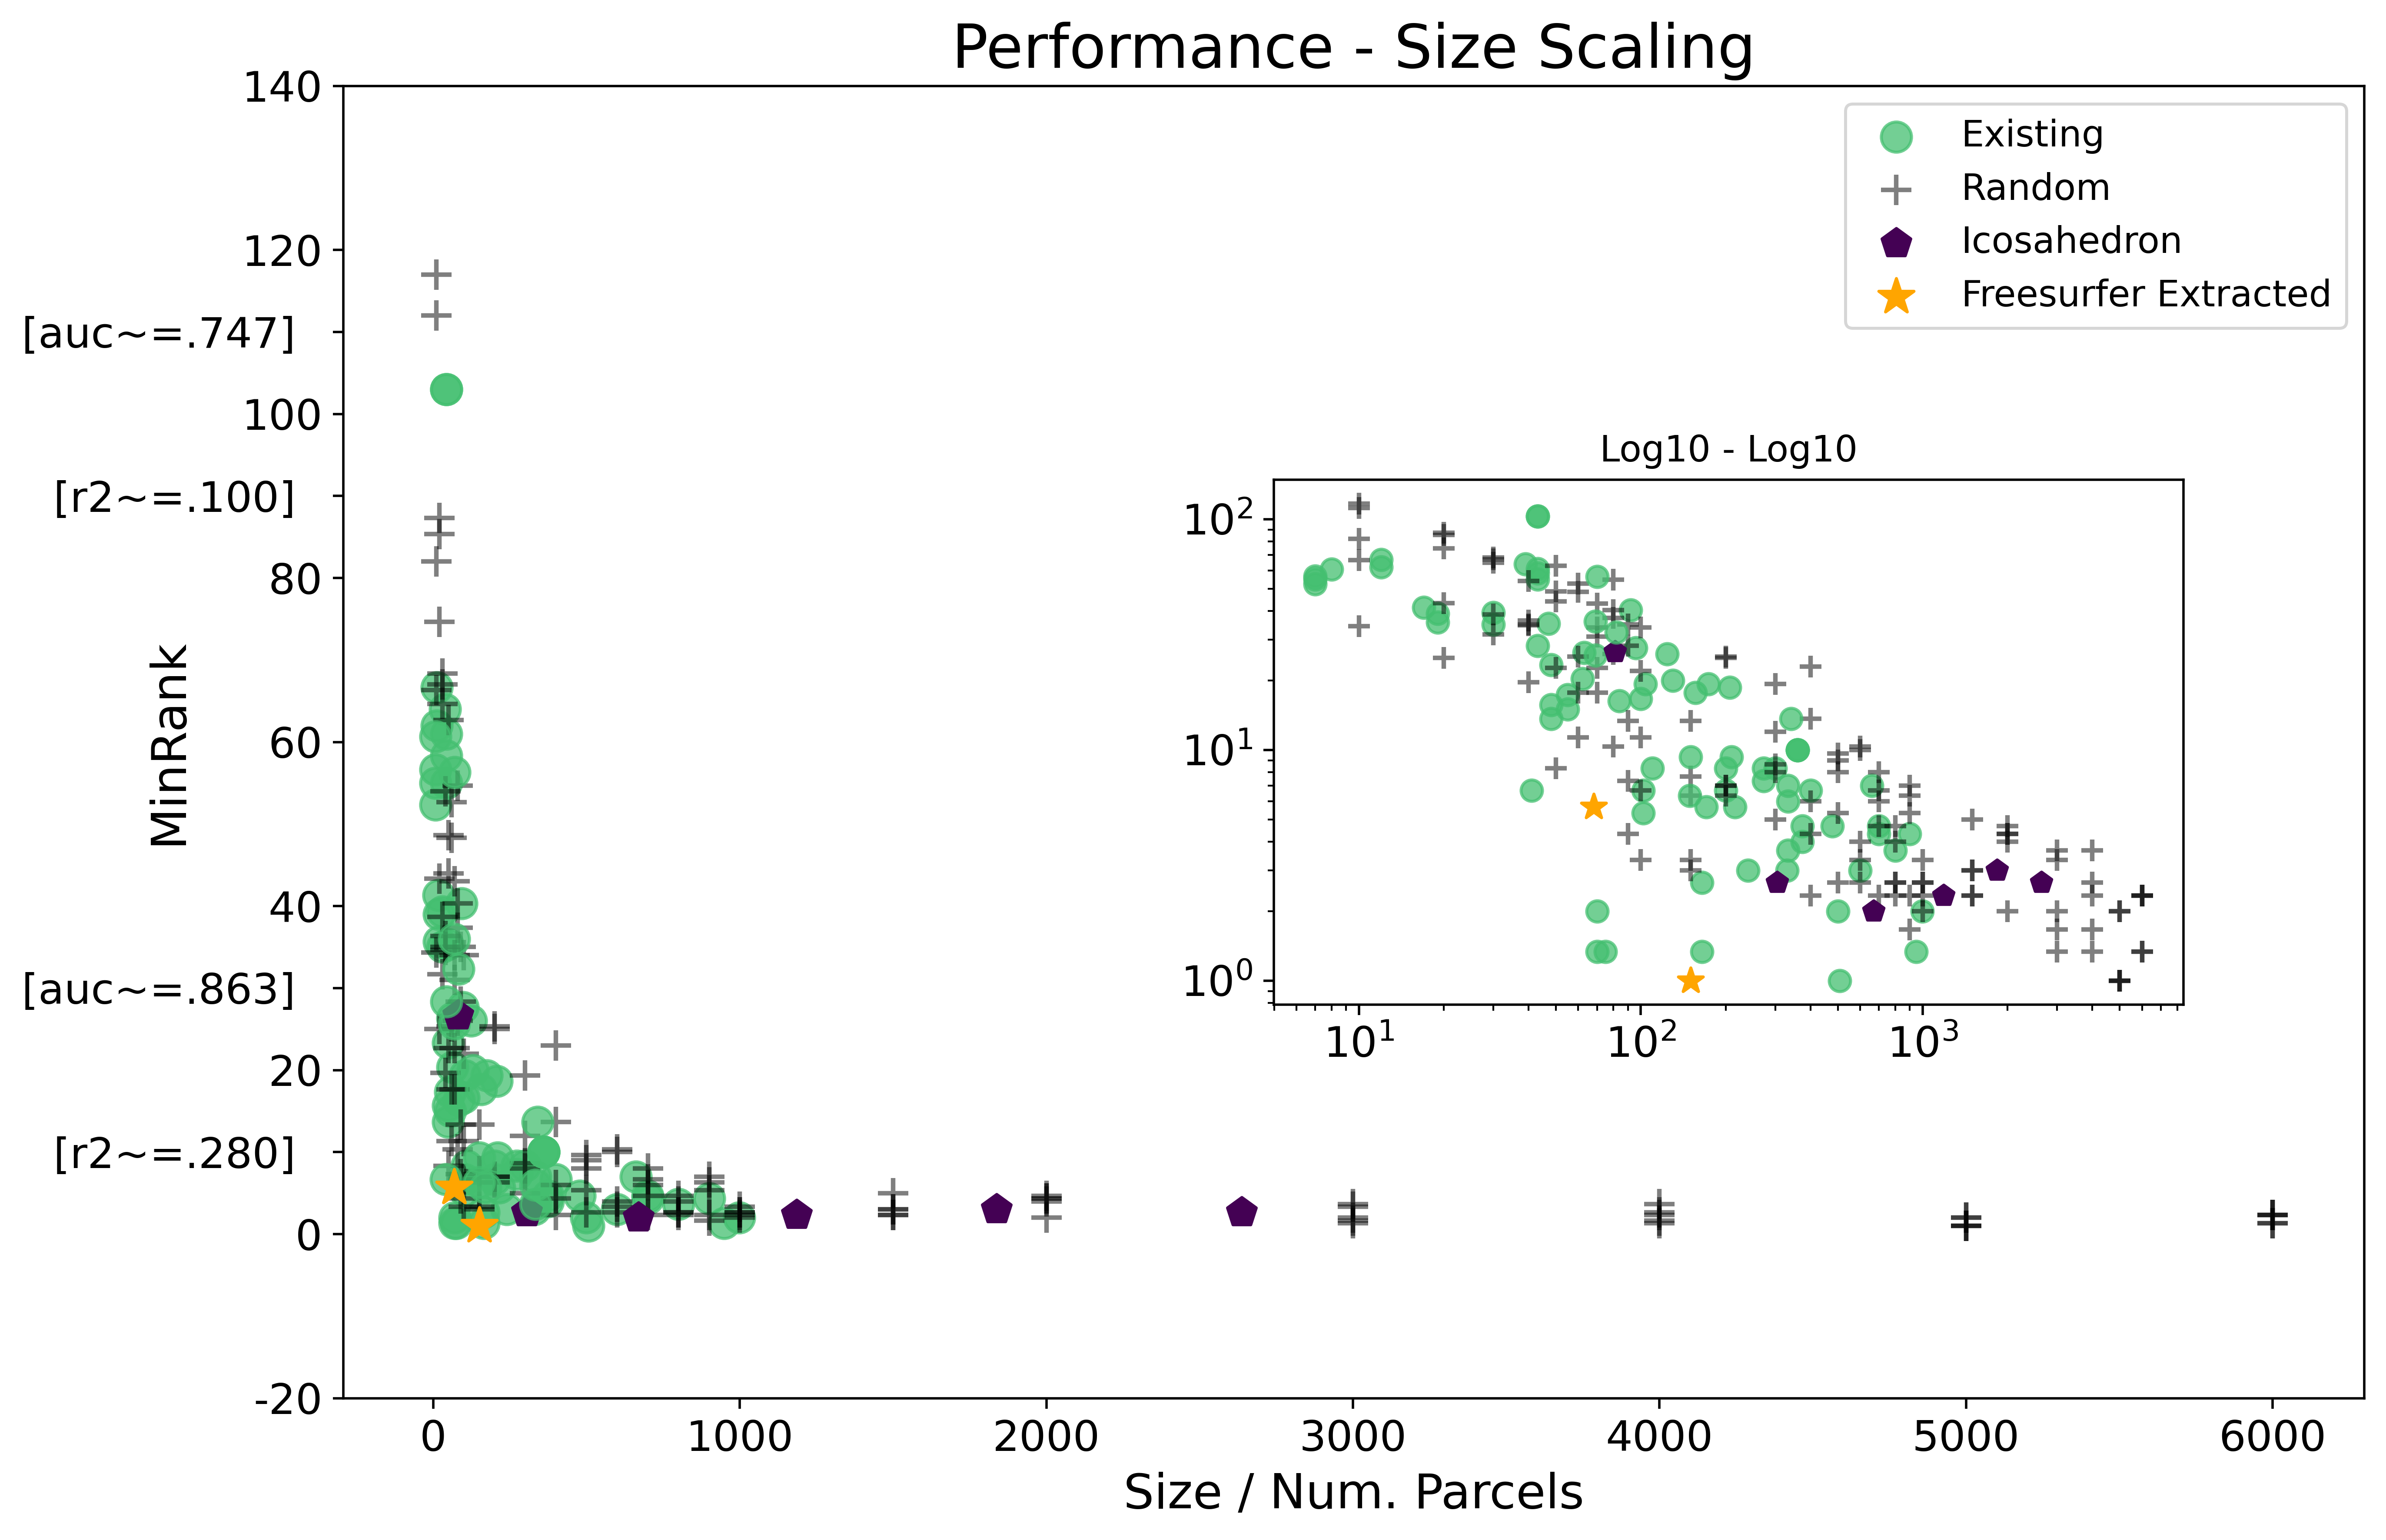 Performance - Size Scaling
140
120
[auc~=.747]
100
[r2~=.100]
80
60
40
[auc~=.863]
20
[r2~=.280]
0
-20
MinRank
Existing
Random
Icosahedron
Freesurfer Extracted
Log10 - Log10
10²
10¹
10⁰
10¹ 10² 10³
0 1000 2000 3000 4000 5000 6000
Size / Num. Parcels